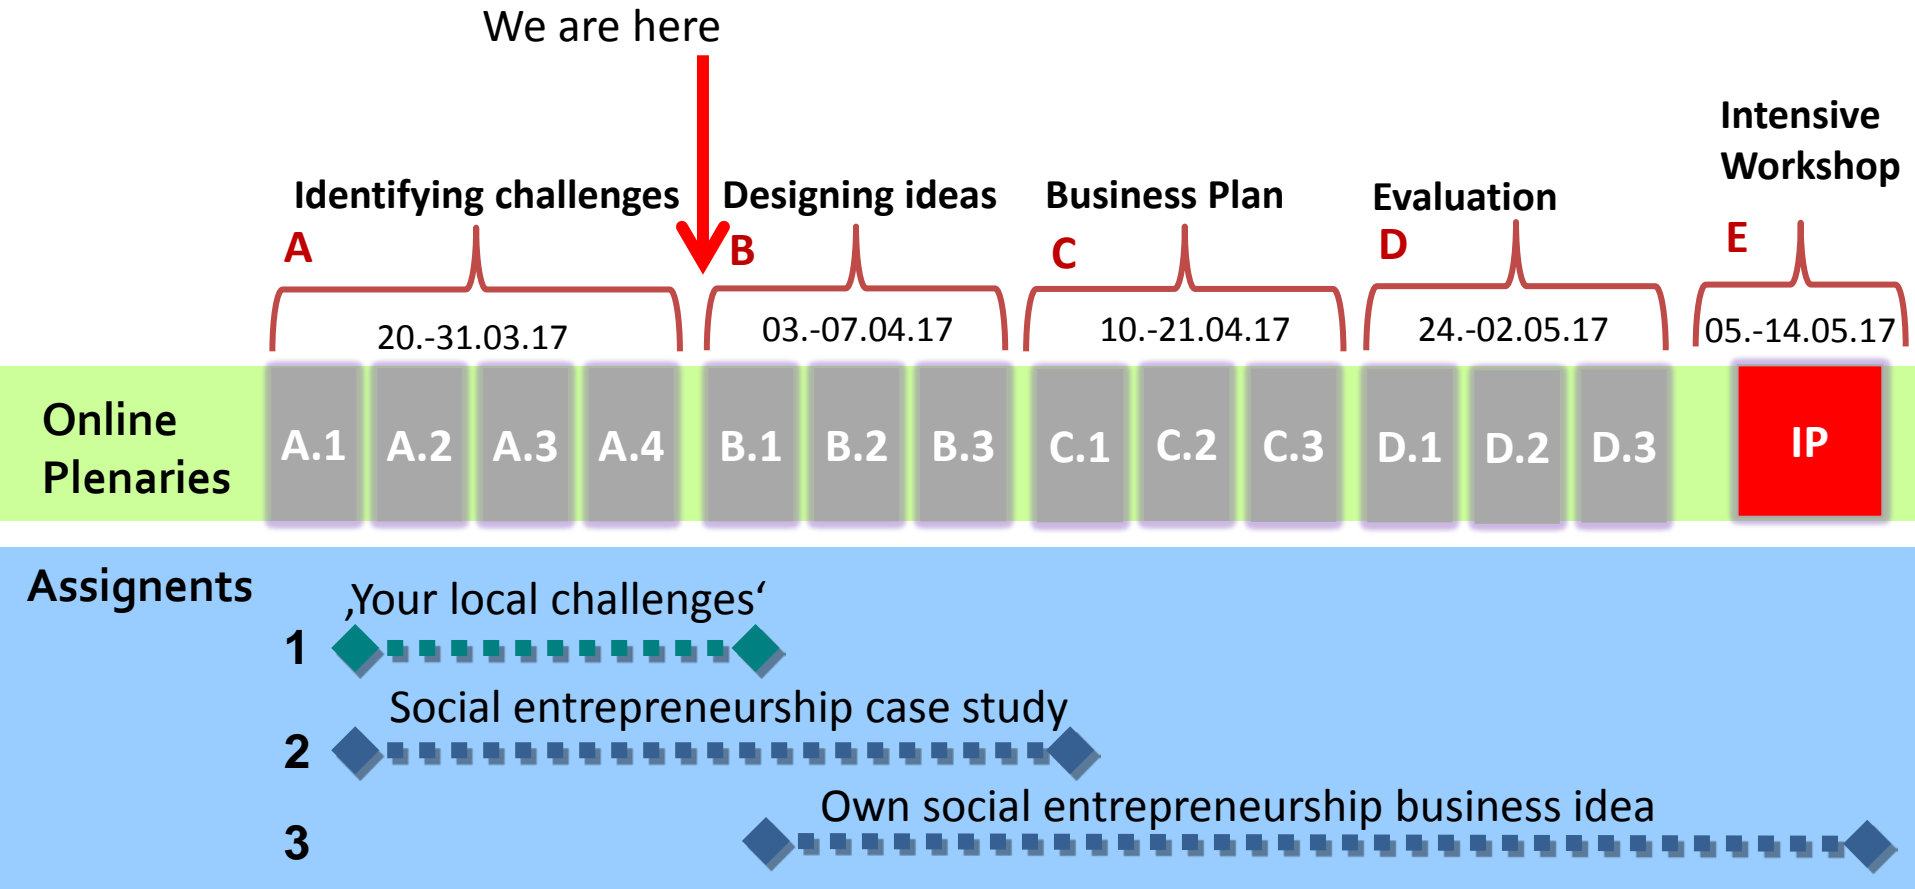 We are here
Intensive
Workshop
Identifying challenges
Designing ideas
Business Plan
Evaluation
A
B
C
D
E
20.-31.03.17
03.-07.04.17
10.-21.04.17
24.-02.05.17
05.-14.05.17
Online
Plenaries
A.1
A.2
A.3
A.4
B.1
B.2
B.3
C.1
C.2
C.3
D.1
D.2
D.3
IP
Assignents
‚Your local challenges‘
1
Social entrepreneurship case study
2
Own social entrepreneurship business idea
3